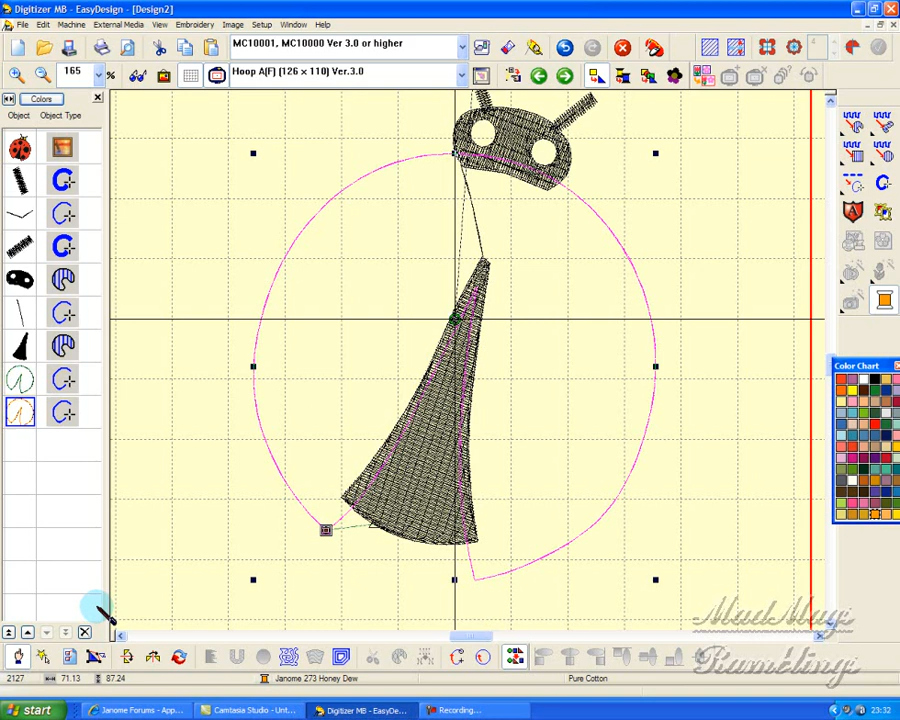 Digitizer MB - EasyDesign - [Design2]
File Edit Machine External Media View Embroidery Image Setup Window Help
MC10001, MC10000 Ver 3.0 or higher
165 %
Hoop A(F) (126 x 110) Ver.3.0
Colors
Object Object Type
Color Chart
MadMags
Rumblings
2127 71.13 87.24 Janome 273 Honey Dew Pure Cotton
start Janome Forums - App... Camtasia Studio - Unt... Digitizer MB - EasyDe... Recording... 23:32